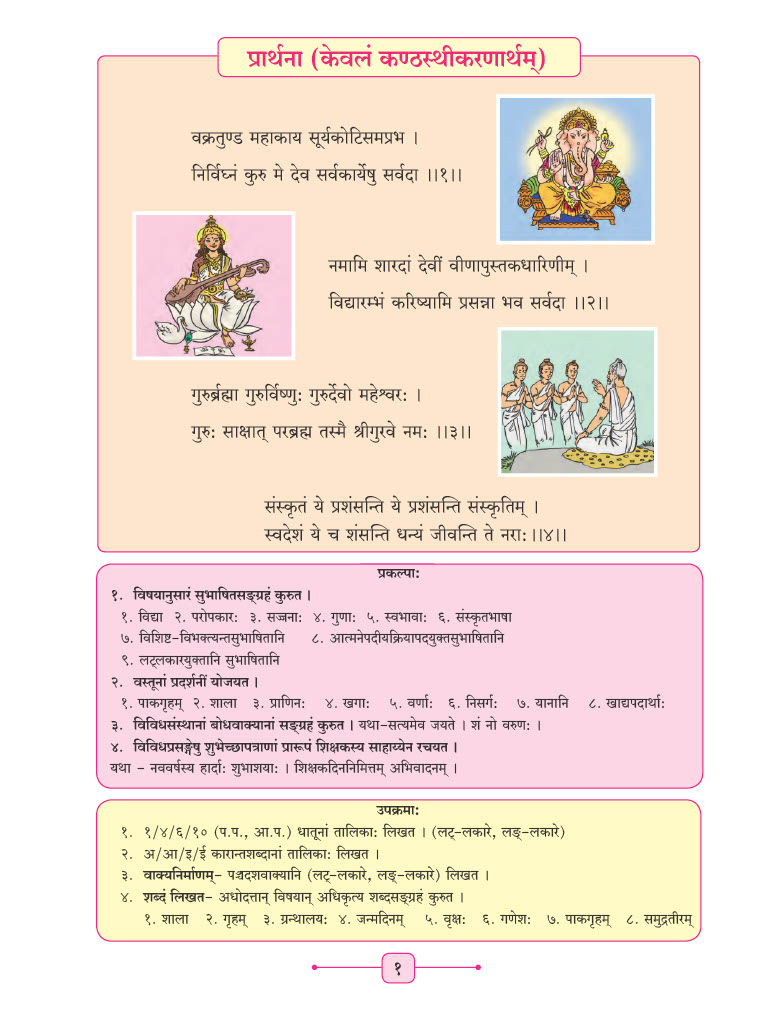 प्रार्थना (केवलं कण्ठस्थीकरणार्थम्)
वक्रतुण्ड महाकाय सूर्यकोटिसमप्रभ ।
निर्विघ्नं कुरु मे देव सर्वकार्येषु सर्वदा ।।१।।
नमामि शारदां देवीं वीणापुस्तकधारिणीम् ।
विद्यारम्भं करिष्यामि प्रसन्ना भव सर्वदा ।।२।।
गुरुर्ब्रह्मा गुरुर्विष्णुः गुरुर्देवो महेश्वरः ।
गुरुः साक्षात् परब्रह्म तस्मै श्रीगुरवे नमः ।।३।।
संस्कृतं ये प्रशंसन्ति ये प्रशंसन्ति संस्कृतिम् ।
स्वदेशं ये च शंसन्ति धन्यं जीवन्ति ते नराः।।४।।
प्रकल्पाः
१. विषयानुसारं सुभाषितसङ्ग्रहं कुरुत ।
१. विद्या २. परोपकारः ३. सज्जनाः ४. गुणाः ५. स्वभावाः ६. संस्कृतभाषा
७. विशिष्ट-विभक्त्यन्तसुभाषितानि ८. आत्मनेपदीयक्रियापदयुक्तसुभाषितानि
९. लट्लकारयुक्तानि सुभाषितानि
२. वस्तूनां प्रदर्शनीं योजयत ।
१. पाकगृहम् २. शाला ३. प्राणिनः ४. खगाः ५. वर्णाः ६. निसर्गः ७. यानानि ८. खाद्यपदार्थाः
३. विविधसंस्थानां बोधवाक्यानां सङ्ग्रहं कुरुत । यथा-सत्यमेव जयते । शं नो वरुणः ।
४. विविधप्रसङ्गेषु शुभेच्छापत्राणां प्रारूपं शिक्षकस्य साहाय्येन रचयत ।
यथा - नववर्षस्य हार्दाः शुभाशयाः । शिक्षकदिननिमित्तम् अभिवादनम् ।
उपक्रमाः
१. १/४/६/१० (प.प., आ.प.) धातूनां तालिकाः लिखत । (लट्-लकारे, लङ्-लकारे)
२. अ/आ/इ/ई कारान्तशब्दानां तालिकाः लिखत ।
३. वाक्यनिर्माणम्- पञ्चदशवाक्यानि (लट्-लकारे, लङ्-लकारे) लिखत ।
४. शब्दं लिखत- अधोदत्तान् विषयान् अधिकृत्य शब्दसङ्ग्रहं कुरुत ।
१. शाला २. गृहम् ३. ग्रन्थालयः ४. जन्मदिनम् ५. वृक्षः ६. गणेशः ७. पाकगृहम् ८. समुद्रतीरम्
१